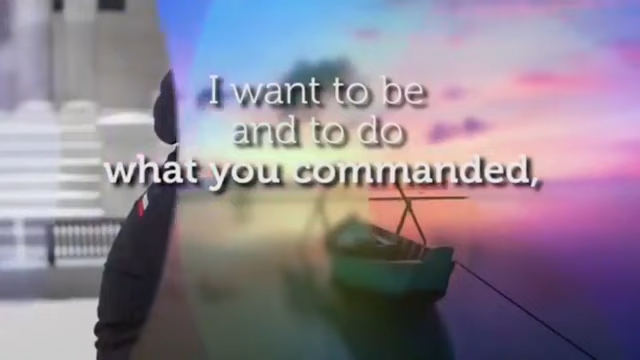 I want to be
and to do
what you commanded,